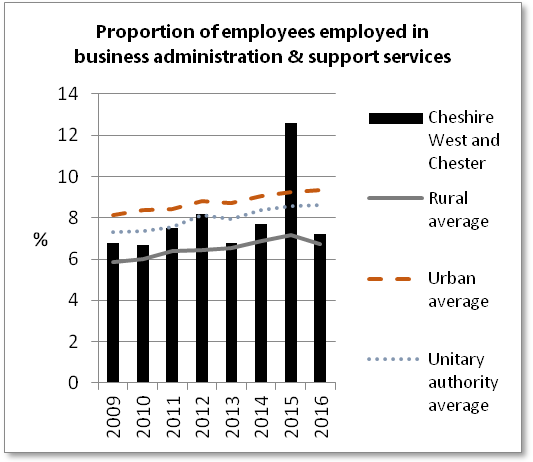 Proportion of employees employed in
business administration & support services
14
12
10
8
6
4
2
0
%
2009
2010
2011
2012
2013
2014
2015
2016
Cheshire
West and
Chester
Rural
average
Urban
average
Unitary
authority
average